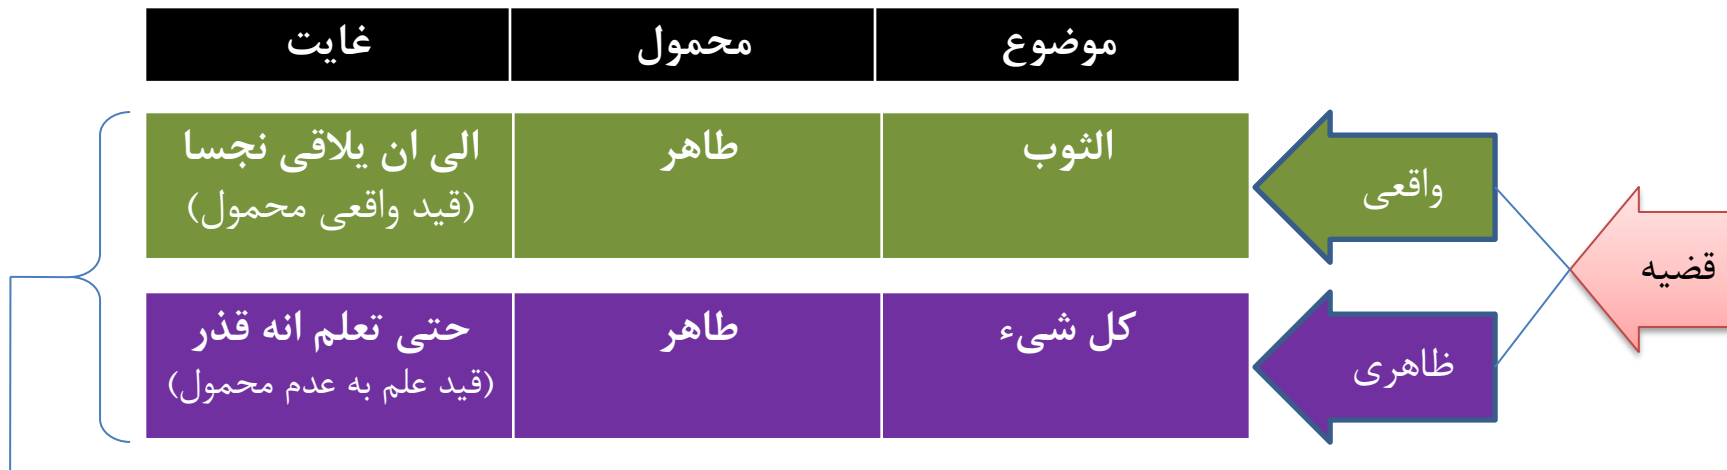 موضوع
محمول
غایت
قضیه
واقعی
الثوب
طاهر
الی ان یلاقی نجسا
(قید واقعی محمول)
ظاهری
کل شیء
طاهر
حتی تعلم انه قذر
(قید علم به عدم محمول)